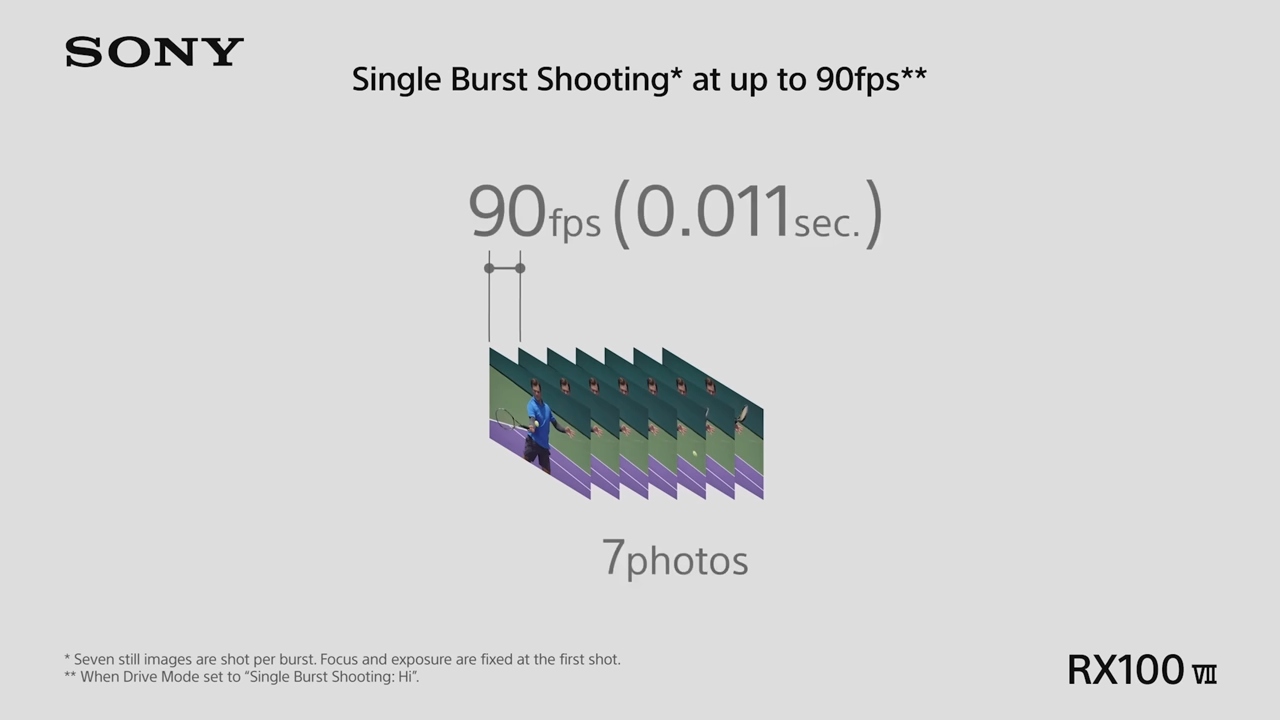 SONY
Single Burst Shooting* at up to 90fps**
90fps (0.011sec.)
7photos
* Seven still images are shot per burst. Focus and exposure are fixed at the first shot.
** When Drive Mode set to “Single Burst Shooting: Hi”.
RX100 VII